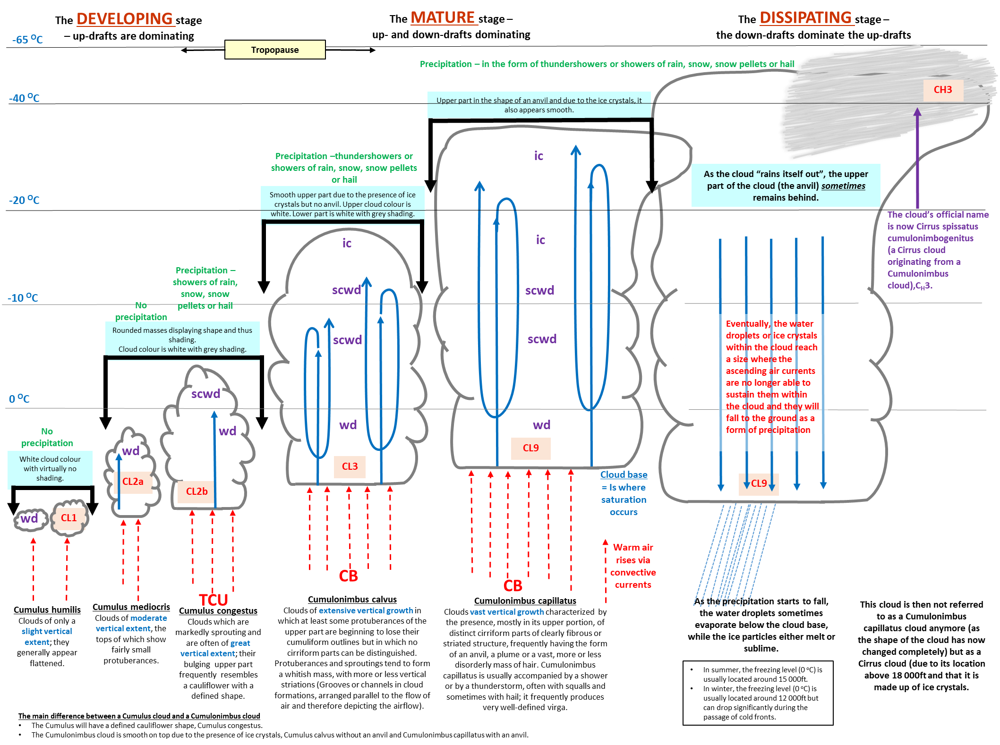 The DEVELOPING stage
– up-drafts are dominating
The MATURE stage –
up- and down-drafts dominating
The DISSIPATING stage –
the down-drafts dominate the up-drafts
-65 ᴼC
Tropopause
Precipitation – in the form of thundershowers or showers of rain, snow, snow pellets or hail
CH3
-40 ᴼC
Upper part in the shape of an anvil and due to the ice crystals, it
also appears smooth.
ic
Precipitation –thundershowers or
showers of rain, snow, snow pellets
or hail
Smooth upper part due to the presence of ice
crystals but no anvil. Upper cloud colour is
white. Lower part is white with grey shading.
As the cloud “rains itself out”, the upper
part of the cloud (the anvil) sometimes
remains behind.
-20 ᴼC
The cloud’s official name
is now Cirrus spissatus
cumulonimbogenitus
(a Cirrus cloud
originating from a
Cumulonimbus
cloud),CH3.
ic
ic
Precipitation –
showers of rain,
snow, snow
pellets or hail
scwd
scwd
-10 ᴼC
No
precipitation
Rounded masses displaying shape and thus
shading.
Cloud colour is white with grey shading.
scwd
scwd
Eventually, the water
droplets or ice crystals
within the cloud reach
a size where the
ascending air currents
are no longer able to
sustain them within
the cloud and they will
fall to the ground as a
form of precipitation
scwd
0 ᴼC
No
precipitation
White cloud colour
with virtually no
shading.
wd
wd
wd
wd
wd
CL1
CL2a
CL2b
CL3
CL9
CL9
Cloud base
= Is where
saturation
occurs
Warm air
rises via
convective
currents
Cumulus humilis
Clouds of only a
slight vertical
extent; they
generally appear
flattened.
Cumulus mediocris
Clouds of moderate
vertical extent, the
tops of which show
fairly small
protuberances.
TCU
Cumulus congestus
Clouds which are
markedly sprouting and
are often of great
vertical extent; their
bulging upper part
frequently resembles
a cauliflower with a
defined shape.
CB
Cumulonimbus calvus
Clouds of extensive vertical growth in
which at least some protuberances of the
upper part are beginning to lose their
cumuliform outlines but in which no
cirriform parts can be distinguished.
Protuberances and sproutings tend to form
a whitish mass, with more or less vertical
striations (Grooves or channels in cloud
formations, arranged parallel to the flow of
air and therefore depicting the airflow).
CB
Cumulonimbus capillatus
Clouds vast vertical growth characterized by
the presence, mostly in its upper portion, of
distinct cirriform parts of clearly fibrous or
striated structure, frequently having the form
of an anvil, a plume or a vast, more or less
disorderly mass of hair. Cumulonimbus
capillatus is usually accompanied by a shower
or by a thunderstorm, often with squalls and
sometimes with hail; it frequently produces
very well-defined virga.
As the precipitation starts to fall,
the water droplets sometimes
evaporate below the cloud base,
while the ice particles either melt or
sublime.
• In summer, the freezing level (0 ᵒC) is
usually located around 15 000ft.
• In winter, the freezing level (0 ᵒC) is
usually located around 12 000ft but
can drop significantly during the
passage of cold fronts.
This cloud is then not referred
to as a Cumulonimbus
capillatus cloud anymore (as
the shape of the cloud has now
changed completely) but as a
Cirrus cloud (due to its location
above 18 000ft and that it is
made up of ice crystals.
The main difference between a Cumulus cloud and a Cumulonimbus cloud
• The Cumulus will have a defined cauliflower shape, Cumulus congestus.
• The Cumulonimbus cloud is smooth on top due to the presence of ice crystals, Cumulus calvus without an anvil and Cumulonimbus capillatus with an anvil.